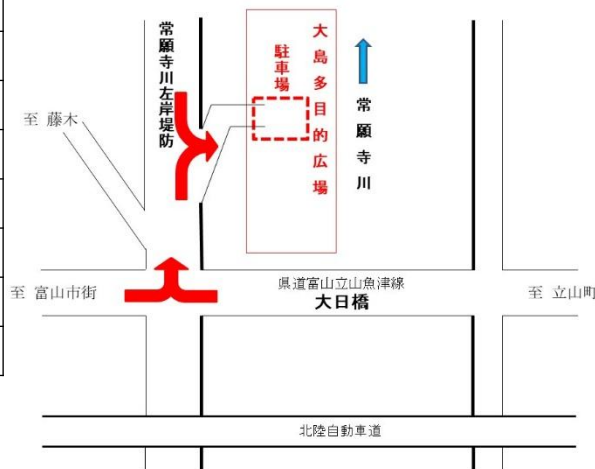 常願寺川左岸堤防
大島多目的広場
駐車場
常願寺川
至 藤木
至 富山市街
県道富山立山魚津線
大日橋
至 立山町
北陸自動車道